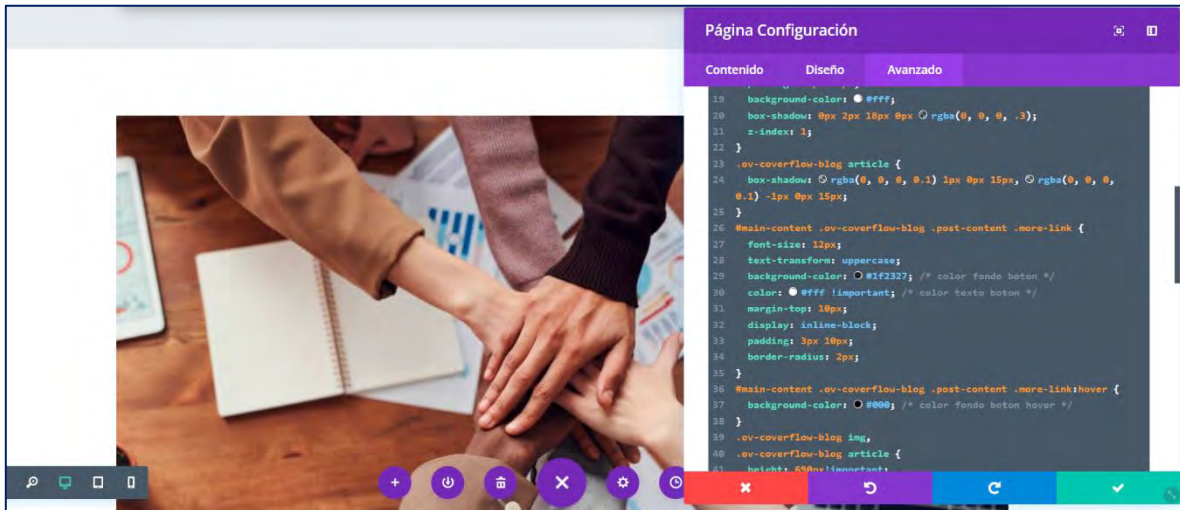 Página Configuración
Contenido Diseño Avanzado
19 background-color: #fff;
20 box-shadow: 0px 2px 18px 0px rgba(0, 0, 0, .3);
21 z-index: 1;
22 }
23 .ov-coverflow-blog article {
24 box-shadow: rgba(0, 0, 0, 0.1) 1px 0px 15px, rgba(0, 0, 0,
0.1) -1px 0px 15px;
25 }
26 #main-content .ov-coverflow-blog .post-content .more-link {
27 font-size: 12px;
28 text-transform: uppercase;
29 background-color: #1f2327; /* color fondo boton */
30 color: #fff !important; /* color texto boton */
31 margin-top: 10px;
32 display: inline-block;
33 padding: 3px 10px;
34 border-radius: 2px;
35 }
36 #main-content .ov-coverflow-blog .post-content .more-link:hover {
37 background-color: #000; /* color fondo boton hover */
38 }
39 .ov-coverflow-blog img,
40 .ov-coverflow-blog article {
41 height: 690px!important;